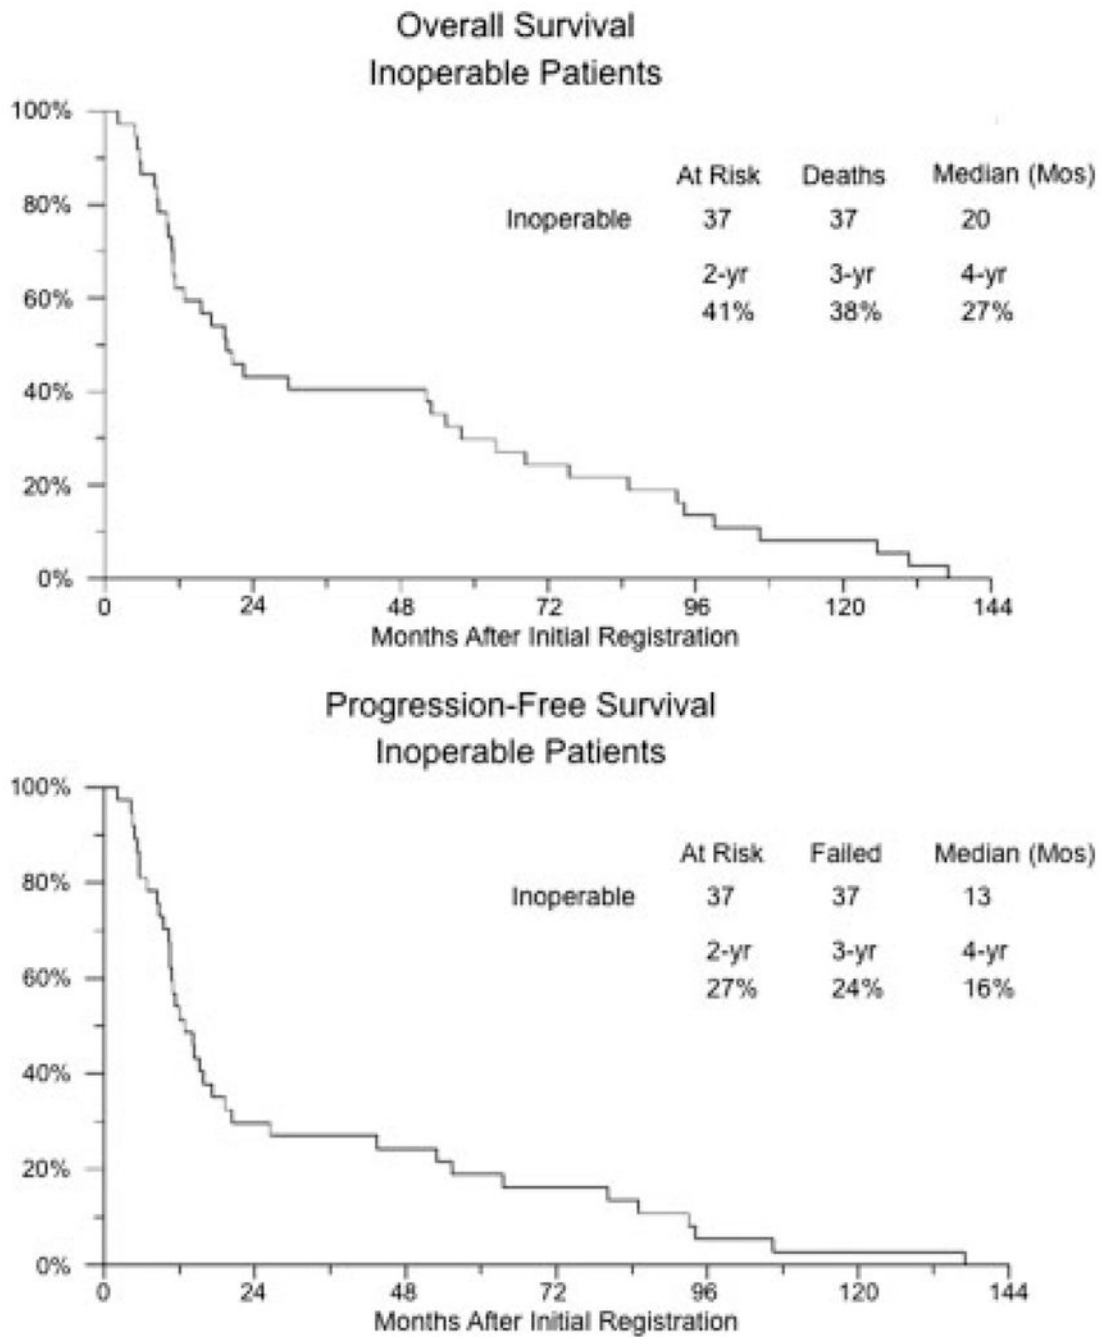 Overall Survival
Inoperable Patients
100%
80%
60%
40%
20%
0%
At Risk Deaths Median (Mos)
Inoperable 37 37 20
2-yr 3-yr 4-yr
41% 38% 27%
0 24 48 72 96 120 144
Months After Initial Registration
Progression-Free Survival
Inoperable Patients
100%
80%
60%
40%
20%
0%
At Risk Failed Median (Mos)
Inoperable 37 37 13
2-yr 3-yr 4-yr
27% 24% 16%
0 24 48 72 96 120 144
Months After Initial Registration